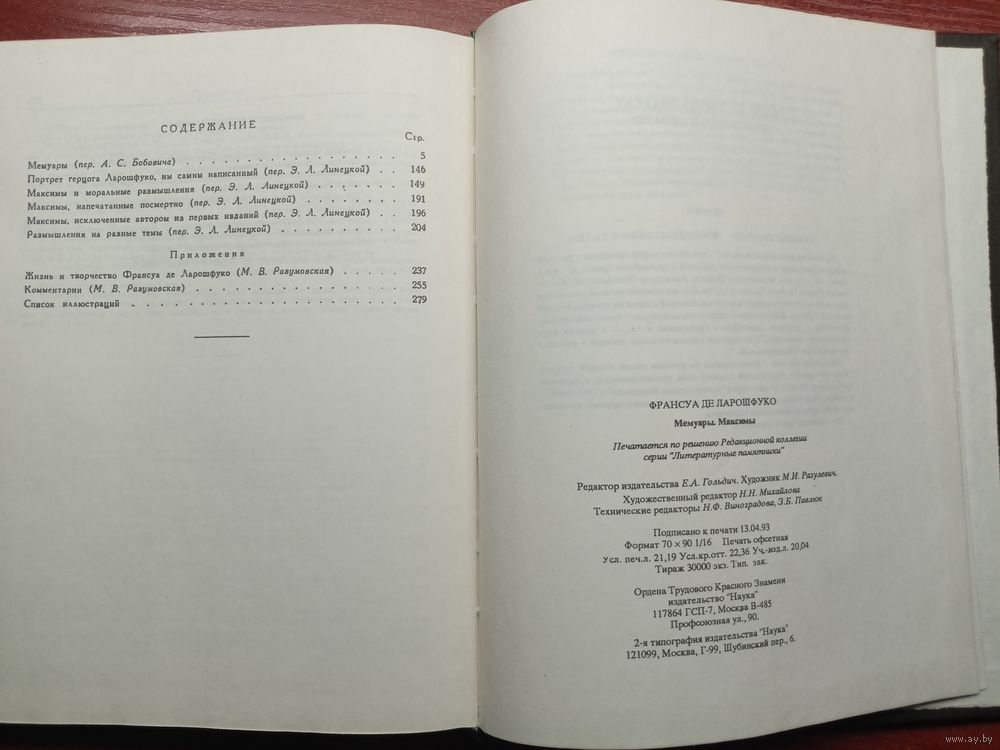 СОДЕРЖАНИЕ
Стр.
Мемуары (пер. А. С. Бобовича) . . . . . . . . . . . . . . . . . 5
Портрет герцога Ларошфуко, им самим написанный (пер. Э. Л. Линецкой) . . 146
Максимы и моральные размышления (пер. Э. Л. Линецкой) . . . . . . . 149
Максимы, напечатанные посмертно (пер. Э. Л. Линецкой) . . . . . . . . 191
Максимы, исключенные автором из первых изданий (пер. Э. Л. Линецкой) . . 196
Размышления на разные темы (пер. Э. Л. Линецкой) . . . . . . . . . . 204
Приложения
Жизнь и творчество Франсуа де Ларошфуко (М. В. Разумовская) . . . . . 237
Комментарии (М. В. Разумовская) . . . . . . . . . . . . . . . . 255
Список иллюстраций . . . . . . . . . . . . . . . . . . . . . 279
ФРАНСУА ДЕ ЛАРОШФУКО
Мемуары. Максимы
Печатается по решению Редакционной коллегии
серии "Литературные памятники"
Редактор издательства Е.А. Гольдич. Художник М.И. Разулевич.
Художественный редактор Н.Н. Михайлова
Технические редакторы Н.Ф. Виноградова, З.Б. Павлюк
Подписано к печати 13.04.93
Формат 70 × 90 1/16 Печать офсетная
Усл. печ.л. 21,19 Усл.кр.отт. 22,36 Уч.-изд.л. 20,04
Тираж 30000 экз. Тип. зак.
Ордена Трудового Красного Знамени
издательство "Наука"
117864 ГСП-7, Москва В-485
Профсоюзная ул., 90.
2-я типография издательства "Наука"
121099, Москва, Г-99, Шубинский пер., 6.
www.ay.by